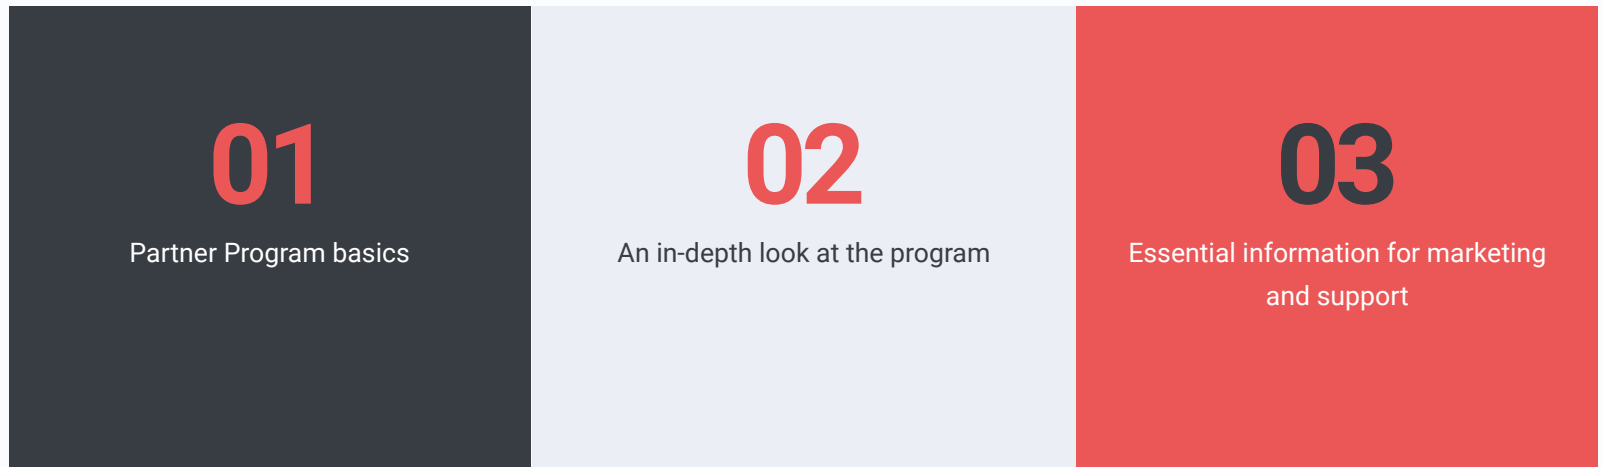 01
Partner Program basics
02
An in-depth look at the program
03
Essential information for marketing
and support